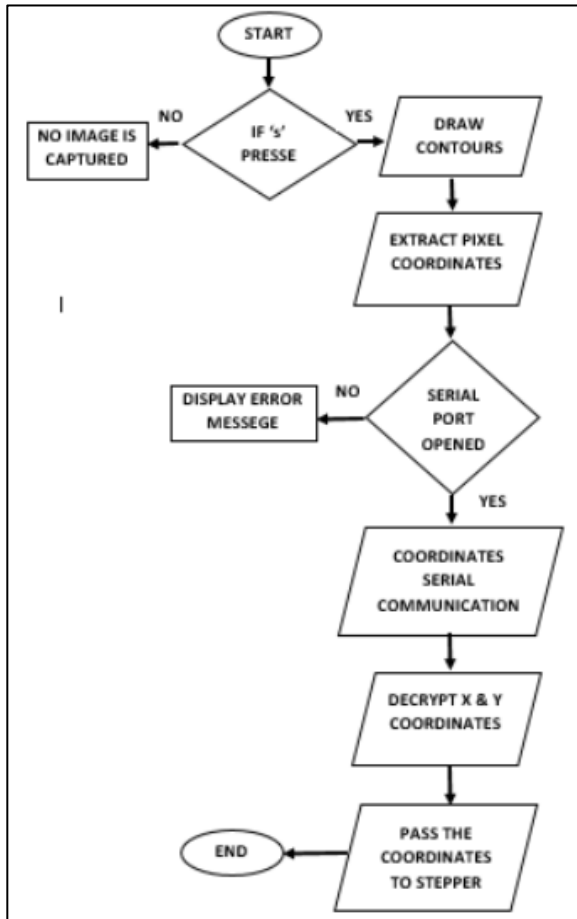 START
NO
YES
IF 's'
PRESSE
NO IMAGE IS
CAPTURED
DRAW
CONTOURS
EXTRACT PIXEL
COORDINATES
NO
DISPLAY ERROR
MESSEGE
SERIAL
PORT
OPENED
YES
COORDINATES
SERIAL
COMMUNICATION
DECRYPT X & Y
COORDINATES
PASS THE
COORDINATES
TO STEPPER
END